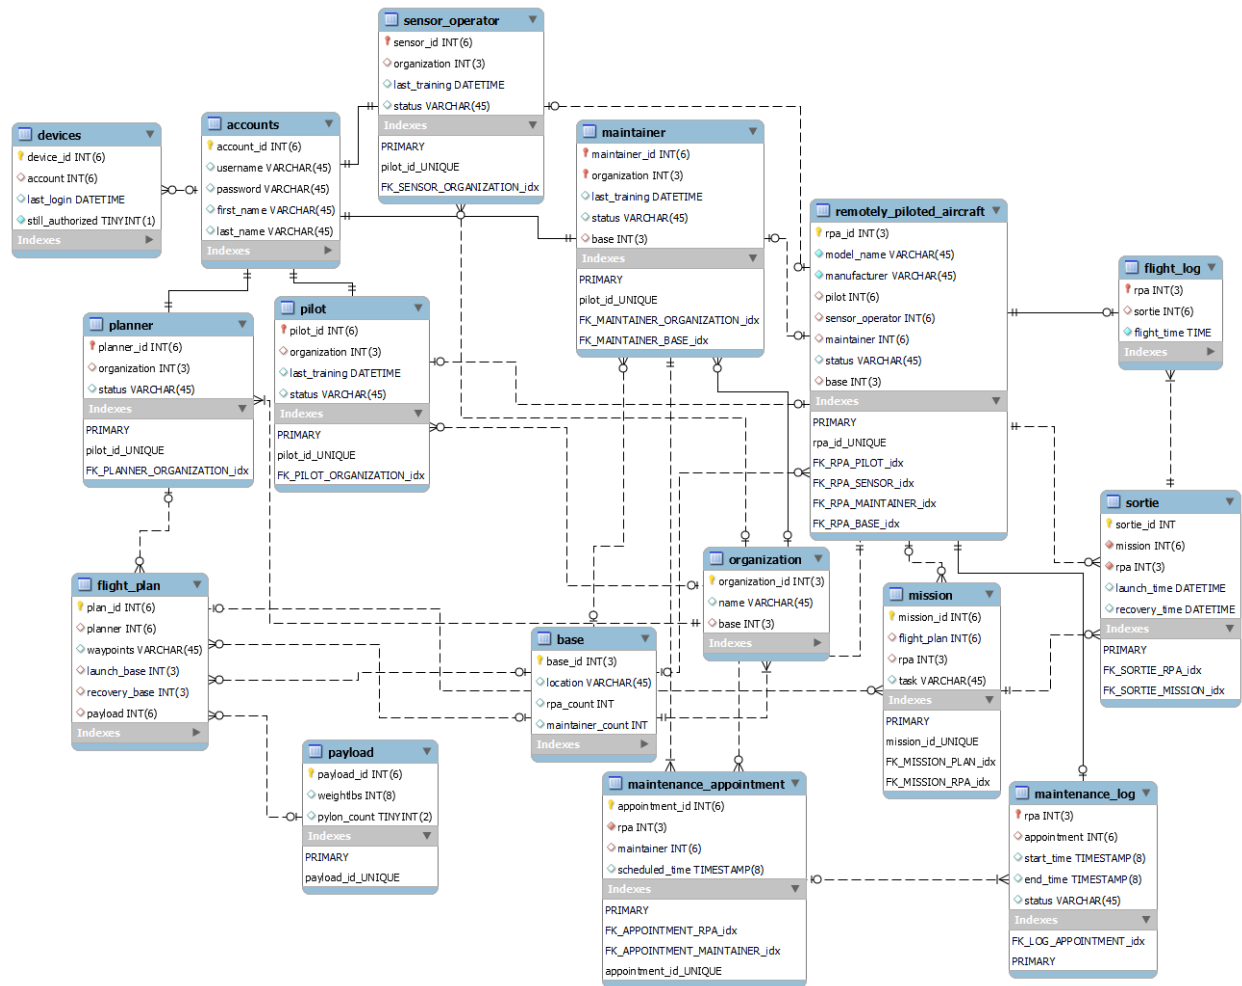 sensor_operator
sensor_id INT(6)
organization INT(3)
last_training DATETIME
status VARCHAR(45)
Indexes
PRIMARY
pilot_id_UNIQUE
FK_SENSOR_ORGANIZATION_idx
devices
device_id INT(6)
account INT(6)
last_login DATETIME
still_authorized TINYINT(1)
Indexes
accounts
account_id INT(6)
username VARCHAR(45)
password VARCHAR(45)
first_name VARCHAR(45)
last_name VARCHAR(45)
Indexes
maintainer
maintainer_id INT(6)
organization INT(3)
last_training DATETIME
status VARCHAR(45)
base INT(3)
Indexes
PRIMARY
pilot_id_UNIQUE
FK_MAINTAINER_ORGANIZATION_idx
FK_MAINTAINER_BASE_idx
remotely_piloted_aircraft
rpa_id INT(3)
model_name VARCHAR(45)
manufacturer VARCHAR(45)
pilot INT(6)
sensor_operator INT(6)
maintainer INT(6)
status VARCHAR(45)
base INT(3)
Indexes
PRIMARY
rpa_id_UNIQUE
FK_RPA_PILOT_idx
FK_RPA_SENSOR_idx
FK_RPA_MAINTAINER_idx
FK_RPA_BASE_idx
flight_log
rpa INT(3)
sortie INT(6)
flight_time TIME
Indexes
planner
planner_id INT(6)
organization INT(3)
status VARCHAR(45)
Indexes
PRIMARY
pilot_id_UNIQUE
FK_PLANNER_ORGANIZATION_idx
pilot
pilot_id INT(6)
organization INT(3)
last_training DATETIME
status VARCHAR(45)
Indexes
PRIMARY
pilot_id_UNIQUE
FK_PILOT_ORGANIZATION_idx
sortie
sortie_id INT
mission INT(6)
rpa INT(3)
launch_time DATETIME
recovery_time DATETIME
Indexes
PRIMARY
FK_SORTIE_RPA_idx
FK_SORTIE_MISSION_idx
flight_plan
plan_id INT(6)
planner INT(6)
waypoints VARCHAR(45)
launch_base INT(3)
recovery_base INT(3)
payload INT(6)
Indexes
organization
organization_id INT(3)
name VARCHAR(45)
base INT(3)
Indexes
mission
mission_id INT(6)
flight_plan INT(6)
rpa INT(3)
task VARCHAR(45)
Indexes
PRIMARY
mission_id_UNIQUE
FK_MISSION_PLAN_idx
FK_MISSION_RPA_idx
base
base_id INT(3)
location VARCHAR(45)
rpa_count INT
maintainer_count INT
Indexes
payload
payload_id INT(6)
weightlbs INT(8)
pylon_count TINYINT(2)
Indexes
PRIMARY
payload_id_UNIQUE
maintenance_appointment
appointment_id INT(6)
rpa INT(3)
maintainer INT(6)
scheduled_time TIMESTAMP(8)
Indexes
PRIMARY
FK_APPOINTMENT_RPA_idx
FK_APPOINTMENT_MAINTAINER_idx
appointment_id_UNIQUE
maintenance_log
rpa INT(3)
appointment INT(6)
start_time TIMESTAMP(8)
end_time TIMESTAMP(8)
status VARCHAR(45)
Indexes
FK_LOG_APPOINTMENT_idx
PRIMARY